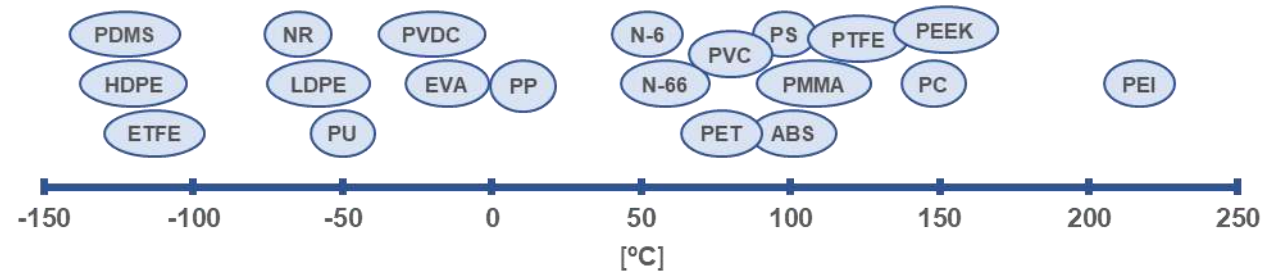 PDMS NR PVDC N-6 PS PTFE PEEK
PVC
HDPE LDPE EVA PP N-66 PMMA PC PEI
ETFE PU PET ABS
-150 -100 -50 0 50 100 150 200 250
[ºC]